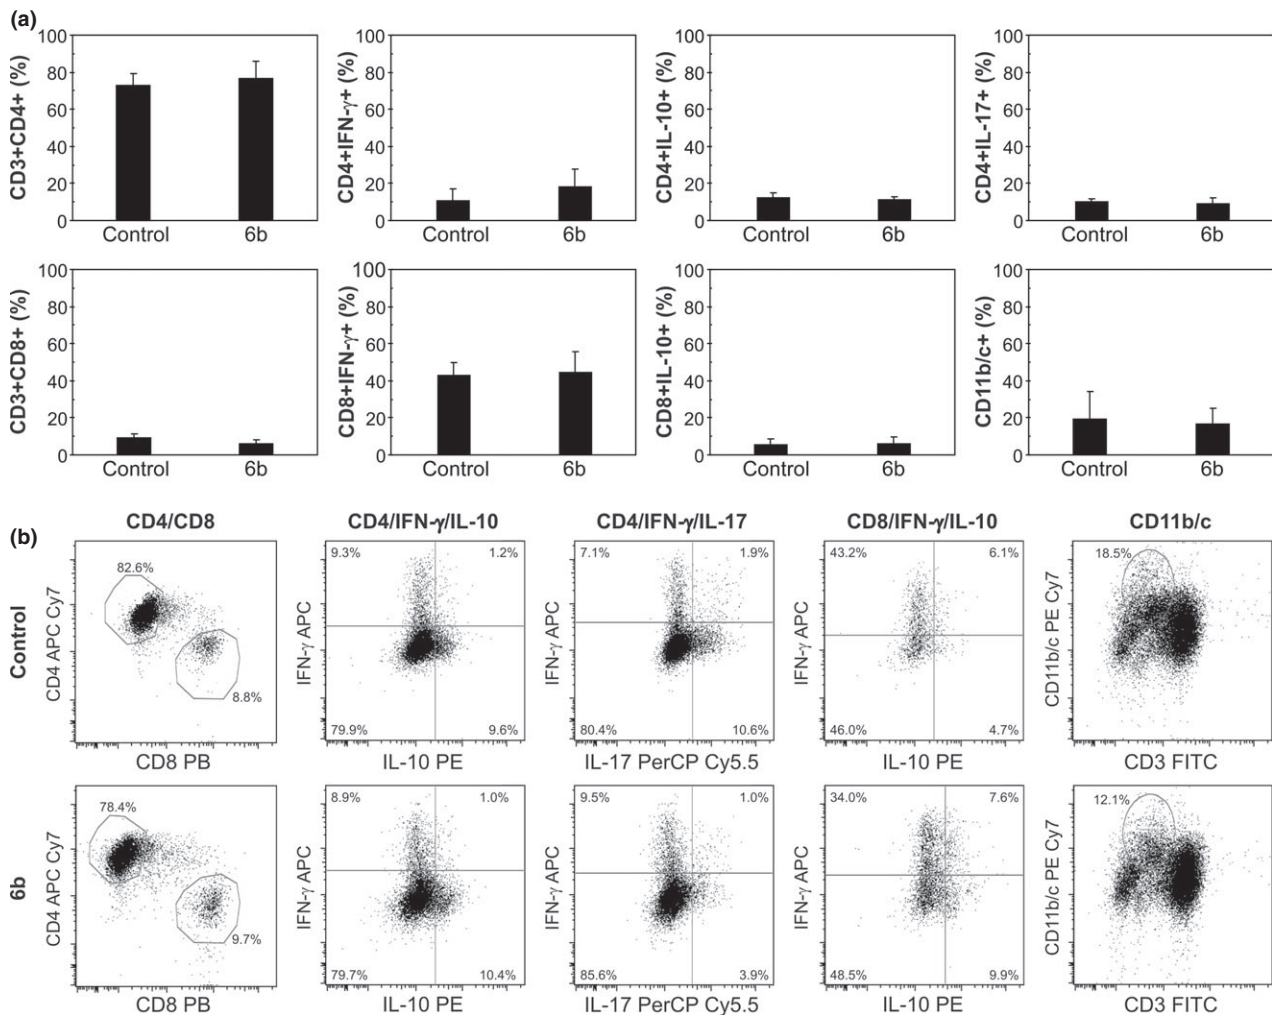 (a)
CD3+CD4+ (%)
100
80
60
40
20
0
Control 6b
CD4+IFN-γ+ (%)
100
80
60
40
20
0
Control 6b
CD4+IL-10+ (%)
100
80
60
40
20
0
Control 6b
CD4+IL-17+ (%)
100
80
60
40
20
0
Control 6b
CD3+CD8+ (%)
100
80
60
40
20
0
Control 6b
CD8+IFN-γ+ (%)
100
80
60
40
20
0
Control 6b
CD8+IL-10+ (%)
100
80
60
40
20
0
Control 6b
CD11b/c+ (%)
100
80
60
40
20
0
Control 6b
(b)
CD4/CD8
CD4/IFN-γ/IL-10
CD4/IFN-γ/IL-17
CD8/IFN-γ/IL-10
CD11b/c
Control
CD4 APC Cy7
82.6%
8.8%
CD8 PB
IFN-γ APC
9.3% 1.2%
79.9% 9.6%
IL-10 PE
IFN-γ APC
7.1% 1.9%
80.4% 10.6%
IL-17 PerCP Cy5.5
IFN-γ APC
43.2% 6.1%
46.0% 4.7%
IL-10 PE
CD11b/c PE Cy7
18.5%
CD3 FITC
6b
CD4 APC Cy7
78.4%
9.7%
CD8 PB
IFN-γ APC
8.9% 1.0%
79.7% 10.4%
IL-10 PE
IFN-γ APC
9.5% 1.0%
85.6% 3.9%
IL-17 PerCP Cy5.5
IFN-γ APC
34.0% 7.6%
48.5% 9.9%
IL-10 PE
CD11b/c PE Cy7
12.1%
CD3 FITC